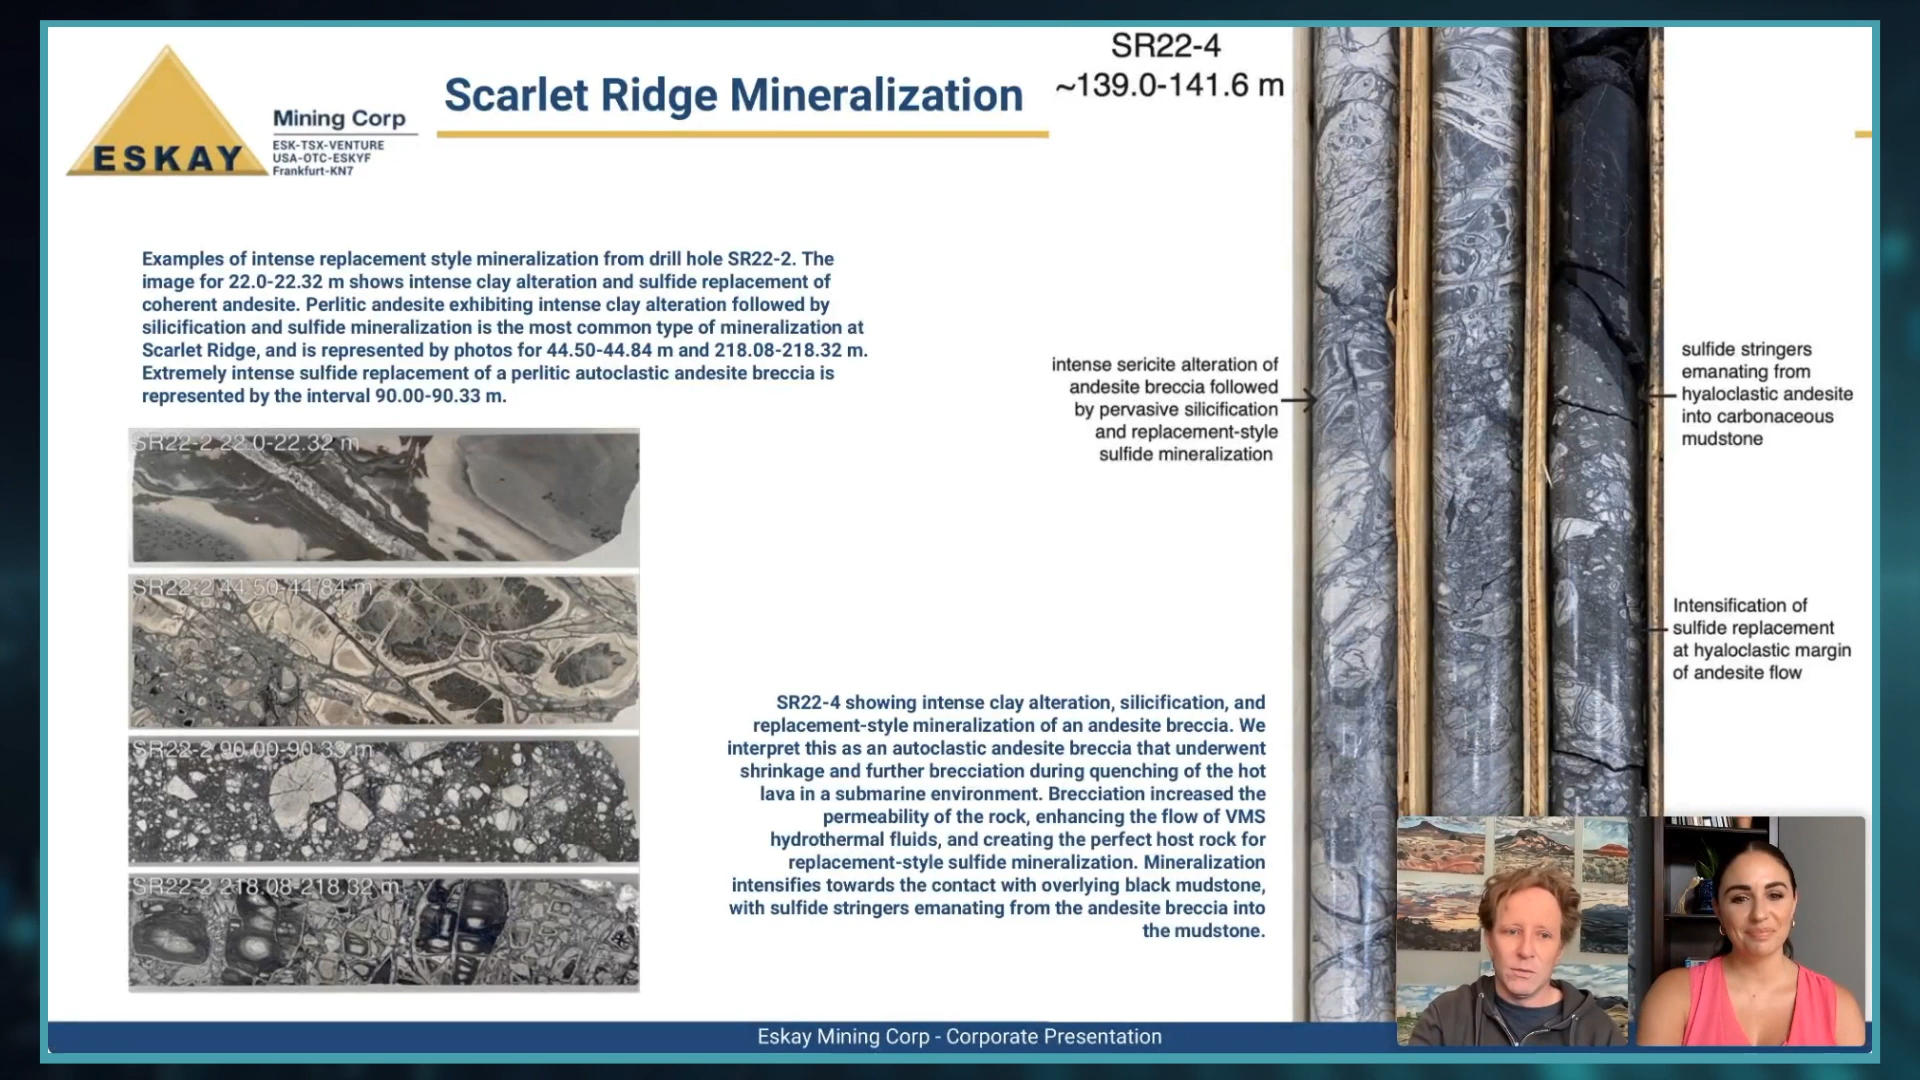 ESKAY
Mining Corp
ESK-TSX-VENTURE
USA-OTC-ESKYF
Frankfurt-KN7
Scarlet Ridge Mineralization
SR22-4
~139.0-141.6 m
Examples of intense replacement style mineralization from drill hole SR22-2. The
image for 22.0-22.32 m shows intense clay alteration and sulfide replacement of
coherent andesite. Perlitic andesite exhibiting intense clay alteration followed by
silicification and sulfide mineralization is the most common type of mineralization at
Scarlet Ridge, and is represented by photos for 44.50-44.84 m and 218.08-218.32 m.
Extremely intense sulfide replacement of a perlitic autoclastic andesite breccia is
represented by the interval 90.00-90.33 m.
SR22-2 22.0-22.32 m
SR22-2 44.50-44.84 m
SR22-2 90.00-90.33 m
SR22-2 218.08-218.32 m
intense sericite alteration of
andesite breccia followed
by pervasive silicification
and replacement-style
sulfide mineralization
sulfide stringers
emanating from
hyaloclastic andesite
into carbonaceous
mudstone
Intensification of
sulfide replacement
at hyaloclastic margin
of andesite flow
SR22-4 showing intense clay alteration, silicification, and
replacement-style mineralization of an andesite breccia. We
interpret this as an autoclastic andesite breccia that underwent
shrinkage and further brecciation during quenching of the hot
lava in a submarine environment. Brecciation increased the
permeability of the rock, enhancing the flow of VMS
hydrothermal fluids, and creating the perfect host rock for
replacement-style sulfide mineralization. Mineralization
intensifies towards the contact with overlying black mudstone,
with sulfide stringers emanating from the andesite breccia into
the mudstone.
Eskay Mining Corp - Corporate Presentation